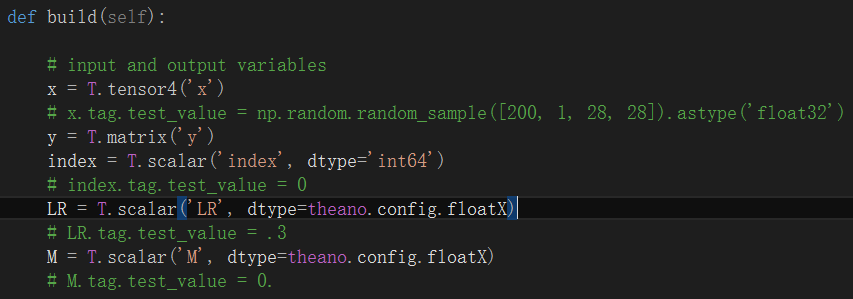 def build(self):
# input and output variables
x = T.tensor4('x')
# x.tag.test_value = np.random.random_sample([200, 1, 28, 28]).astype('float32')
y = T.matrix('y')
index = T.scalar('index', dtype='int64')
# index.tag.test_value = 0
LR = T.scalar('LR', dtype=theano.config.floatX)
# LR.tag.test_value = .3
M = T.scalar('M', dtype=theano.config.floatX)
# M.tag.test_value = 0.